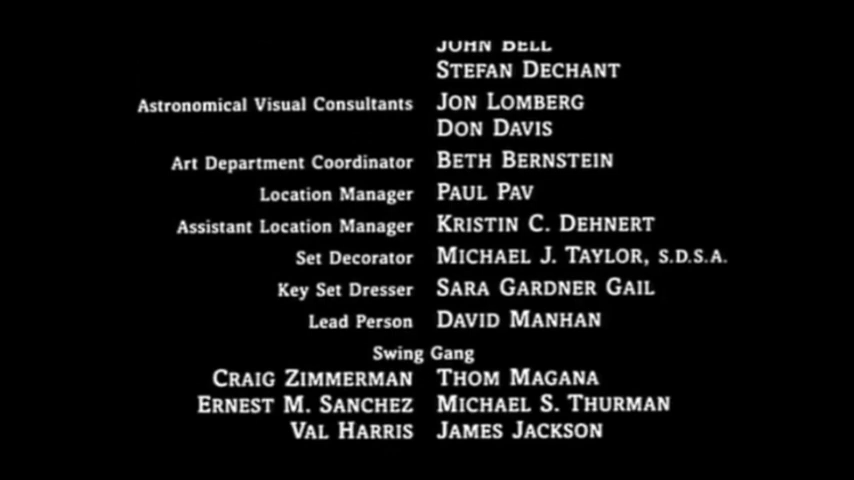 JOHN BELL
STEFAN DECHANT
Astronomical Visual Consultants JON LOMBERG
DON DAVIS
Art Department Coordinator BETH BERNSTEIN
Location Manager PAUL PAV
Assistant Location Manager KRISTIN C. DEHNERT
Set Decorator MICHAEL J. TAYLOR, S.D.S.A.
Key Set Dresser SARA GARDNER GAIL
Lead Person DAVID MANHAN
Swing Gang
CRAIG ZIMMERMAN THOM MAGANA
ERNEST M. SANCHEZ MICHAEL S. THURMAN
VAL HARRIS JAMES JACKSON